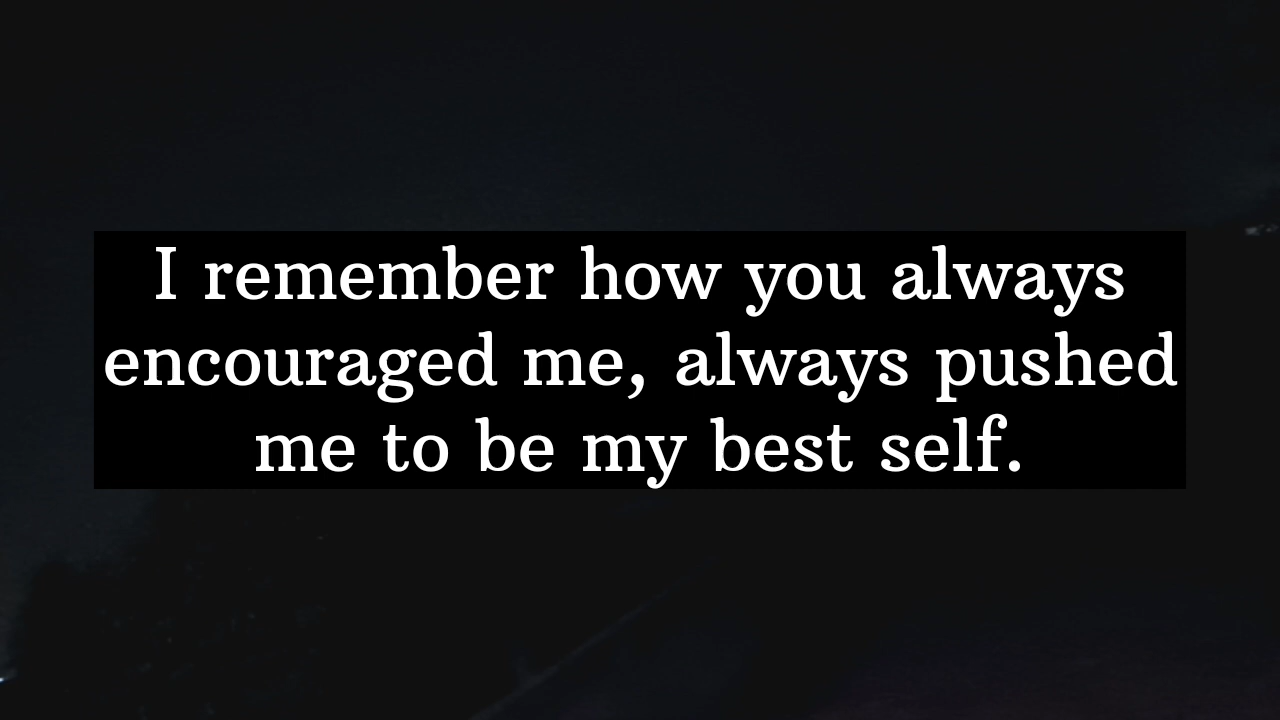 I remember how you always
encouraged me, always pushed
me to be my best self.